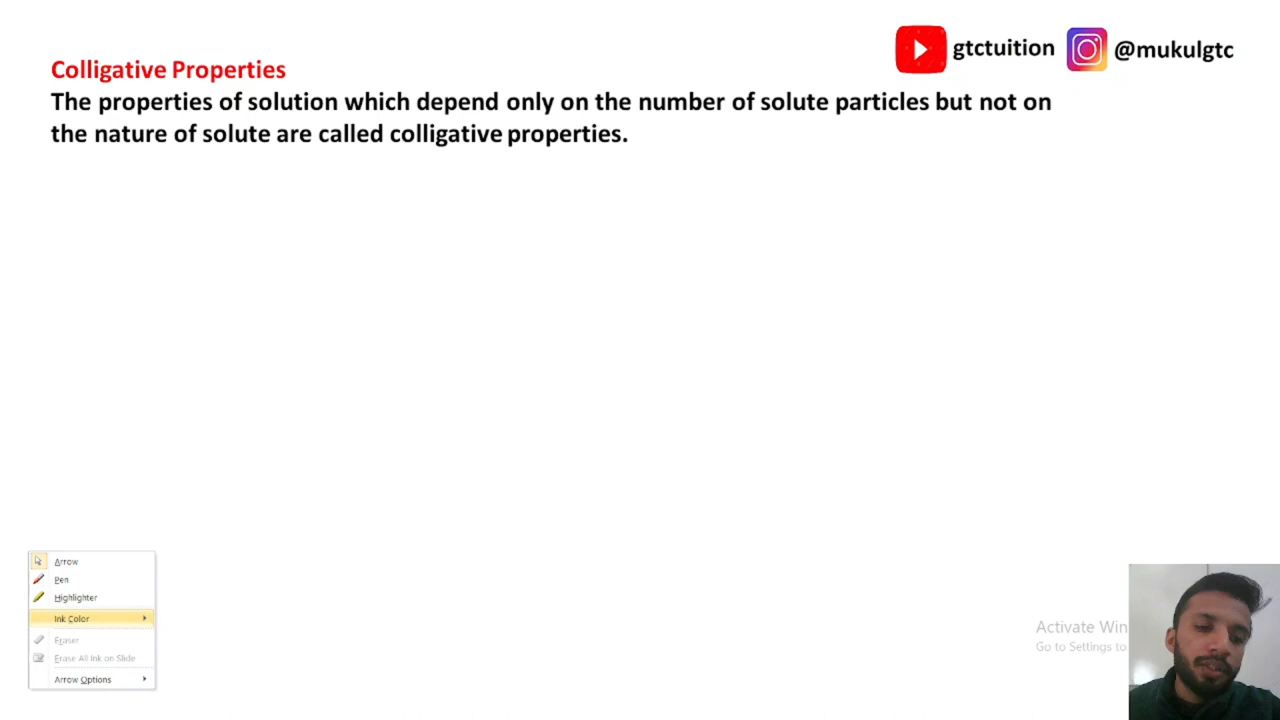 gtctuition @mukulgtc
Colligative Properties
The properties of solution which depend only on the number of solute particles but not on
the nature of solute are called colligative properties.
Arrow
Pen
Highlighter
Ink Color
Eraser
Erase All Ink on Slide
Arrow Options
Activate Win
Go to Settings to